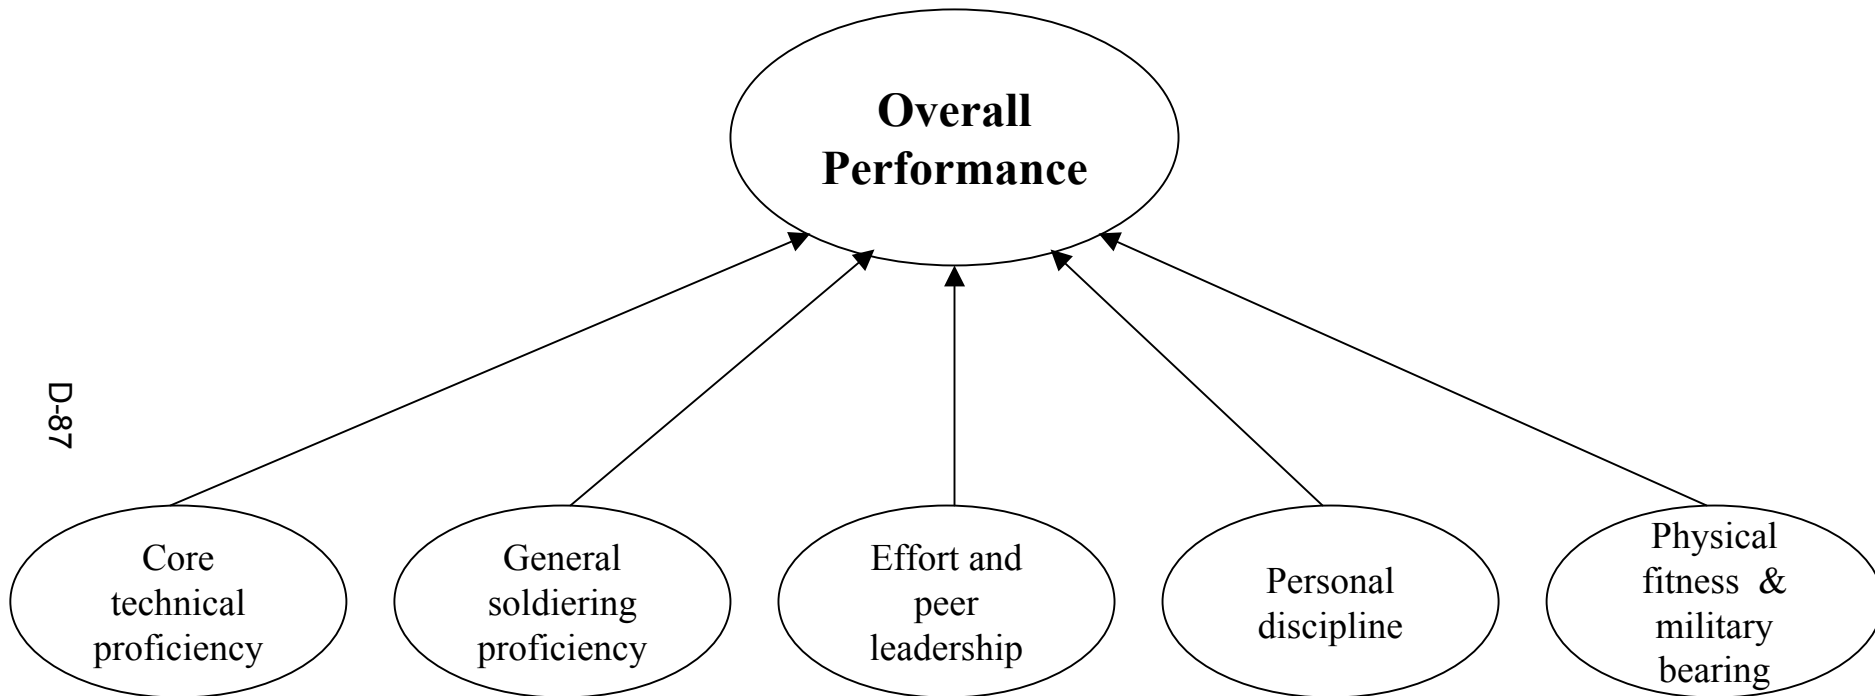 Overall
Performance
D-87
Core
technical
proficiency
General
soldiering
proficiency
Effort and
peer
leadership
Personal
discipline
Physical
fitness &
military
bearing